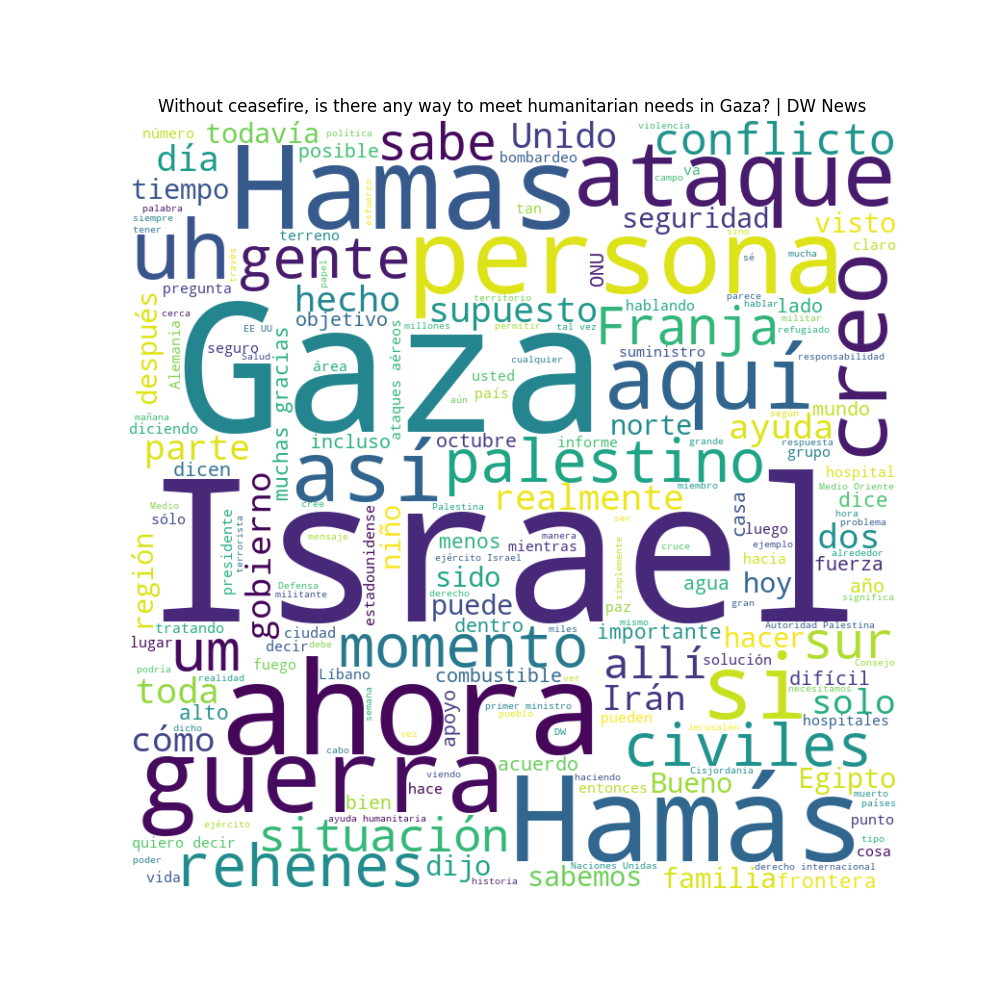 Without ceasefire, is there any way to meet humanitarian needs in Gaza? | DW News
número
todavía
política
sabe
Unido
violencia
conflicto
día
posible
bombardeo
ataque
campo
va
Hamas
tiempo
esfuerzo
palabra
siempre
tener
tan
seguridad
visto
uh
gente
terreno
persona
sino
claro
través
papel
ONU
sé
mucha
creo
pregunta
hecho
territorio
parece
hablar
después
cerca
objetivo
supuesto
millones
permitir
tal vez
hablando
lado
militar
Franja
refugiado
Alemania
EE UU
Gaza
seguro
Salud
ataques aéreos
suministro
responsabilidad
cualquier
aquí
área
usted
país
aún
mañana
diciendo
muchas gracias
norte
ayuda
según
mundo
parte
incluso
octubre
informe
grande
respuesta
grupo
dicen
así
palestino
miembro
hospital
Medio Oriente
realmente
dice
Medio
sólo
gobierno
cree
Palestina
ser
casa
luego
hora
problema
Israel
región
presidente
terrorista
mensaje
estadounidense
niño
menos
mientras
manera
simplemente
cruce
ejemplo
dos
alrededor
ejército Israel
hacia
fuerza
Defensa
militante
sido
derecho
agua
hoy
año
significa
puede
paz
gran
tratando
lugar
ciudad
debe
dentro
miles
mismo
importante
Autoridad Palestina
hacer
sur
um
decir
momento
allí
solución
Consejo
podría
realidad
fuego
Líbano
combustible
ver
difícil
necesitamos
toda
ahora
semana
apoyo
primer ministro
pueblo
Irán
si
solo
alto
pueden
Jerusalén
hospitales
dicho
cómo
cabo
vez
DW
civiles
guerra
acuerdo
viendo
hace
haciendo
entonces
Bueno
Cisjordania
Egipto
muerto
países
bien
Hamás
ayuda humanitaria
punto
ejército
situación
quiero decir
tipo
cosa
poder
vida
rehenes
dijo
historia
Naciones Unidas
sabemos
familia
derecho internacional
frontera